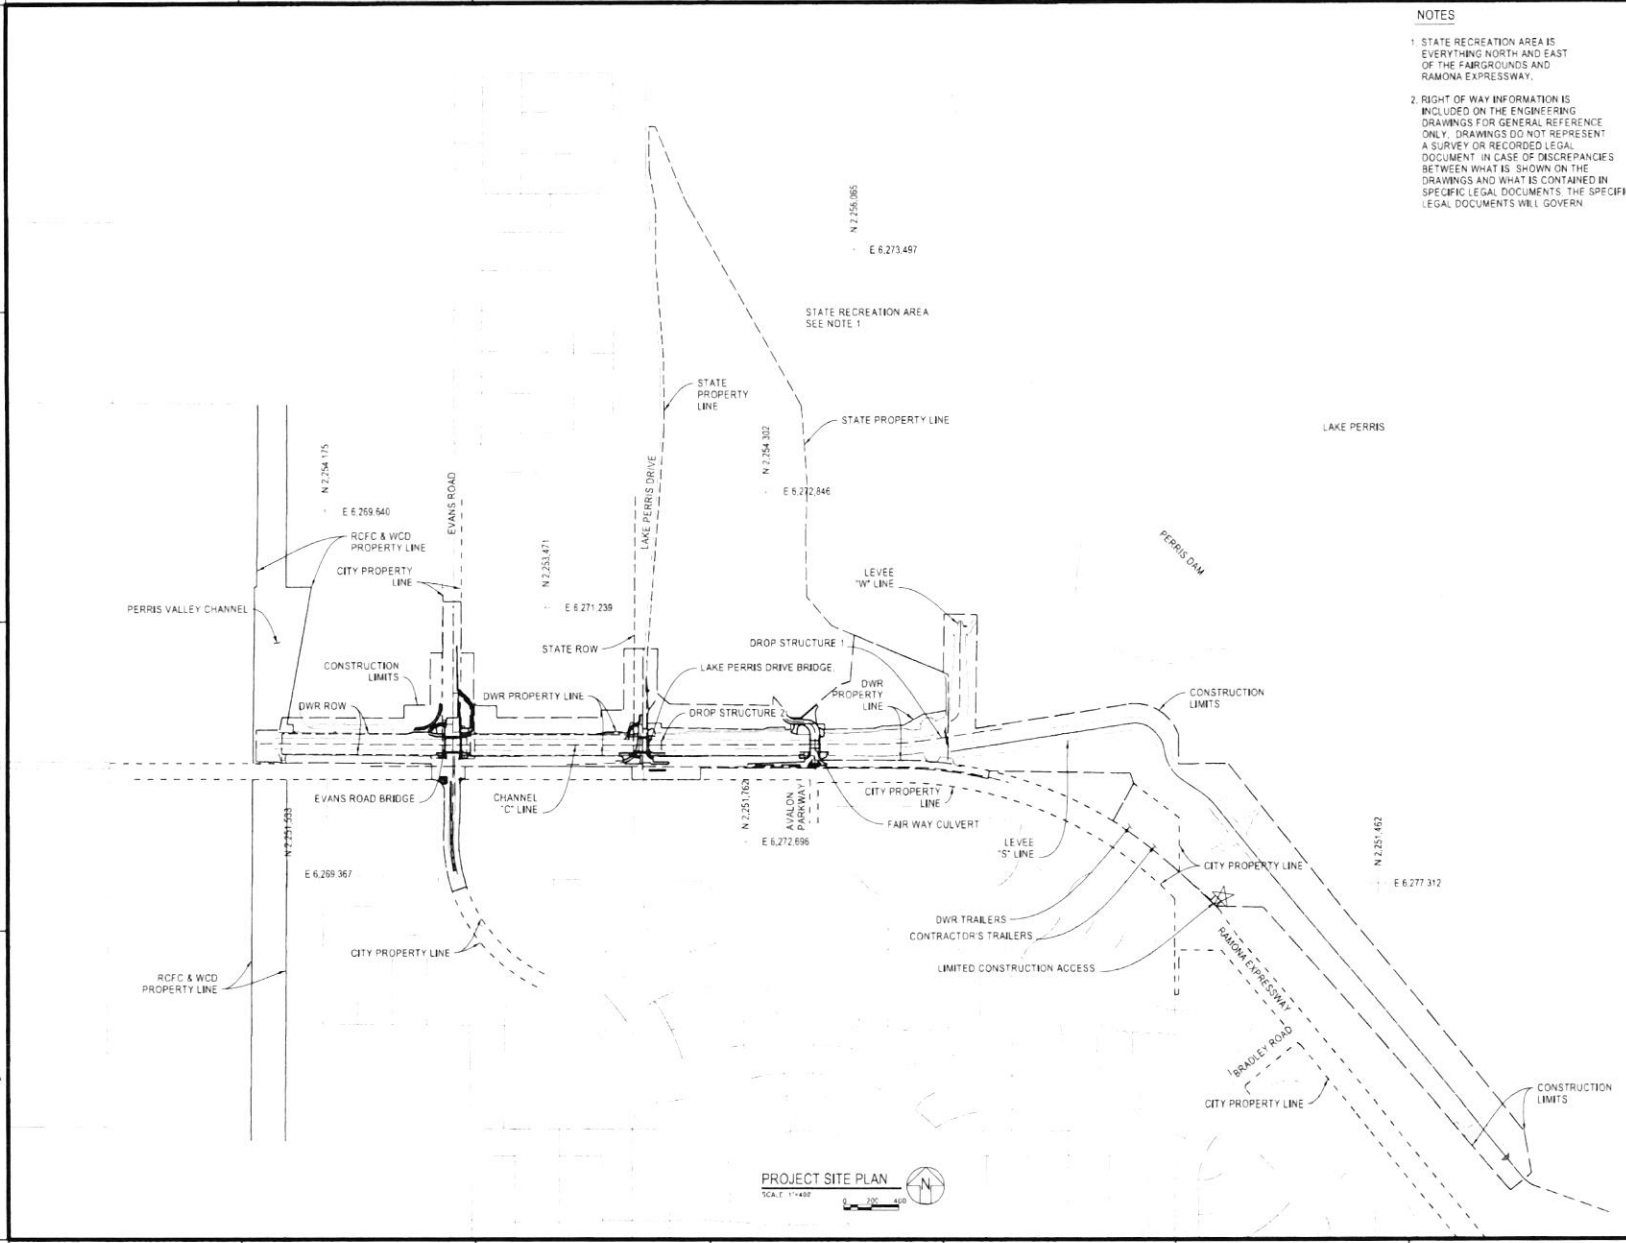 NOTES
1. STATE RECREATION AREA IS
EVERYTHING NORTH AND EAST
OF THE FAIRGROUNDS AND
RAMONA EXPRESSWAY.
2. RIGHT OF WAY INFORMATION IS
INCLUDED ON THE ENGINEERING
DRAWINGS FOR GENERAL REFERENCE
ONLY. DRAWINGS DO NOT REPRESENT
A SURVEY OR RECORDED LEGAL
DOCUMENT IN CASE OF DISCREPANCIES
BETWEEN WHAT IS SHOWN ON THE
DRAWINGS AND WHAT IS CONTAINED IN
SPECIFIC LEGAL DOCUMENTS, THE SPECIFI
LEGAL DOCUMENTS WILL GOVERN
N 2,256,065
E 6,273,497
STATE RECREATION AREA
SEE NOTE 1
STATE
PROPERTY
LINE
STATE PROPERTY LINE
LAKE PERRIS
N 2,254,175
E 6,269,640
EVANS ROAD
LAKE PERRIS DRIVE
N 2,254,302
E 6,272,846
RCFC & WCD
PROPERTY LINE
CITY PROPERTY
LINE
N 2,253,471
E 6,271,239
PERRIS DAM
LEVEE
"W" LINE
PERRIS VALLEY CHANNEL
STATE ROW
DROP STRUCTURE 1
CONSTRUCTION
LIMITS
LAKE PERRIS DRIVE BRIDGE
DWR ROW
DWR PROPERTY LINE
DROP STRUCTURE 2
DWR
PROPERTY
LINE
CONSTRUCTION
LIMITS
EVANS ROAD BRIDGE
CHANNEL
"C" LINE
N 2,251,762
AVALON
PARKWAY
E 6,272,696
CITY PROPERTY
LINE
FAIR WAY CULVERT
LEVEE
"S" LINE
N 2,251,533
E 6,269,367
CITY PROPERTY LINE
N 2,251,462
E 6,277,312
DWR TRAILERS
CONTRACTOR'S TRAILERS
LIMITED CONSTRUCTION ACCESS
CITY PROPERTY LINE
RCFC & WCD
PROPERTY LINE
RAMONA EXPRESSWAY
BRADLEY ROAD
CITY PROPERTY LINE
CONSTRUCTION
LIMITS
PROJECT SITE PLAN
SCALE 1"=400'
N
0 200 400